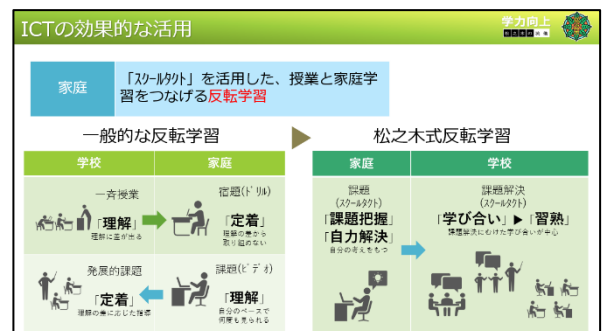 ICTの効果的な活用
学力向上
家庭
「スクールタクト」を活用した、授業と家庭学
習をつなげる反転学習
一般的な反転学習
松之木式反転学習
学校
家庭
一斉授業
「理解」
理解に差が出る
宿題(ドリル)
「定着」
理解の差から
取り組めない
発展的課題
「定着」
理解の差に応じた指導
課題(ビデオ)
「理解」
自分のペースで
何度も見られる
家庭
学校
課題
(スクールタクト)
「課題把握」
「自力解決」
自分の考えをもつ
課題解決
(スクールタクト)
「学び合い」▶「習熟」
課題解決にむけた学び合いが中心